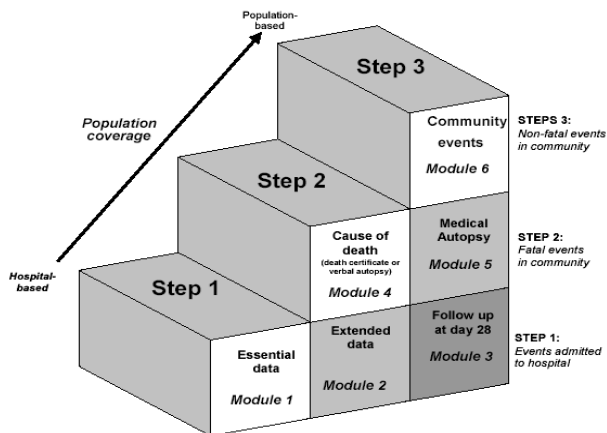 Population-
based
Step 3
Population
coverage
Community
events
Module 6
STEPS 3:
Non-fatal events
in community
Step 2
Cause of
death
(death certificate or
verbal autopsy)
Module 4
Medical
Autopsy
Module 5
STEP 2:
Fatal events
in community
Hospital-
based
Step 1
Essential
data
Module 1
Extended
data
Module 2
Follow up
at day 28
Module 3
STEP 1:
Events admitted
to hospital